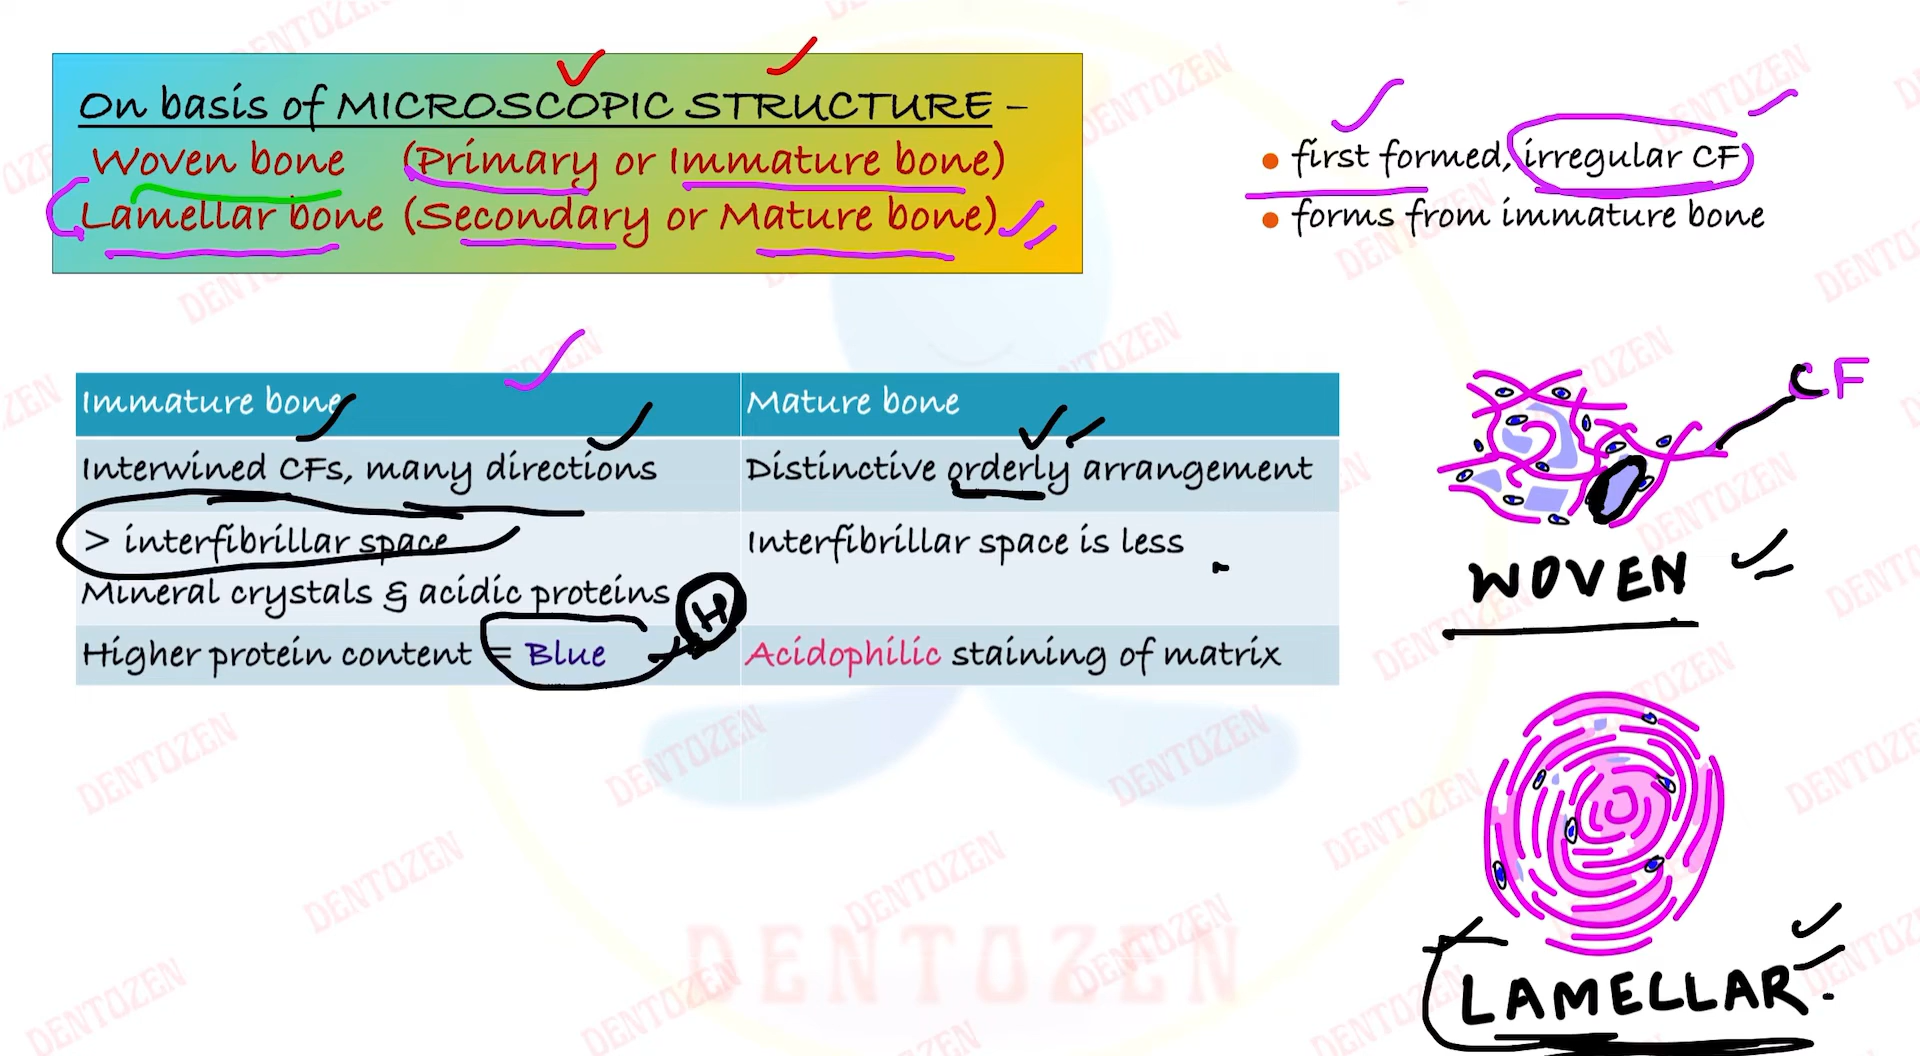 On basis of MICROSCOPIC STRUCTURE –
Woven bone (Primary or Immature bone)
Lamellar bone (Secondary or Mature bone)
• first formed, irregular CF
• forms from immature bone
Immature bone
Mature bone
Interwined CFs, many directions
Distinctive orderly arrangement
> interfibrillar space
Mineral crystals & acidic proteins
Interfibrillar space is less
Higher protein content = Blue
H
Acidophilic staining of matrix
CF
WOVEN
LAMELLAR
DENTOZEN